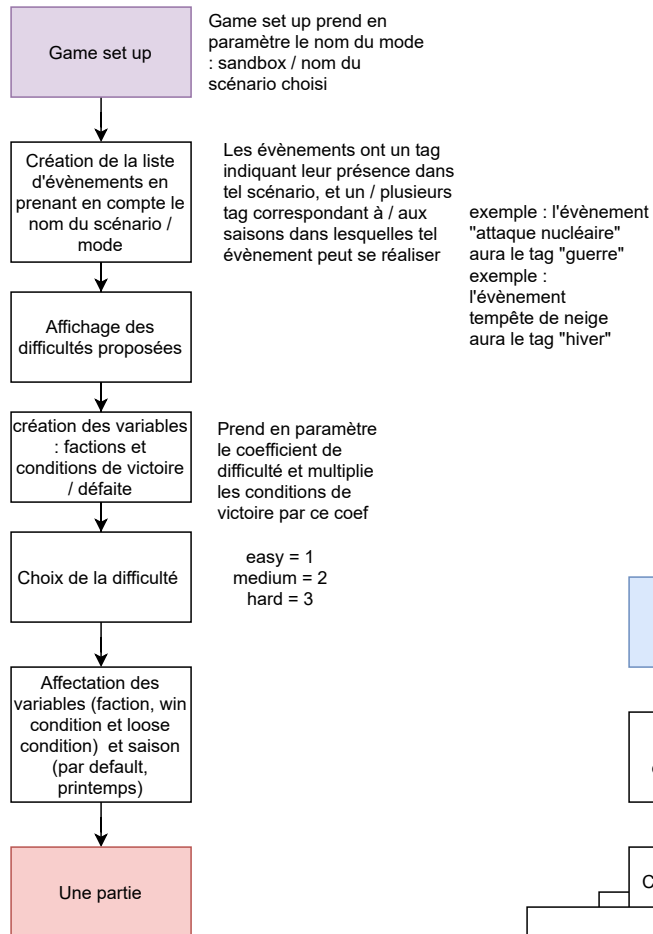 Game set up
Game set up prend en
paramètre le nom du mode
: sandbox / nom du
scénario choisi
Création de la liste
d'évènements en
prenant en compte le
nom du scénario /
mode
Les évènements ont un tag
indiquant leur présence dans
tel scénario, et un / plusieurs
tag correspondant à / aux
saisons dans lesquelles tel
évènement peut se réaliser
exemple : l'évènement
"attaque nucléaire"
aura le tag "guerre"
exemple :
l'évènement
tempête de neige
aura le tag "hiver"
Affichage des
difficultés proposées
création des variables
: factions et
conditions de victoire
/ défaite
Prend en paramètre
le coefficient de
difficulté et multiplie
les conditions de
victoire par ce coef
easy = 1
medium = 2
hard = 3
Choix de la difficulté
Affectation des
variables (faction, win
condition et loose
condition) et saison
(par default,
printemps)
Une partie